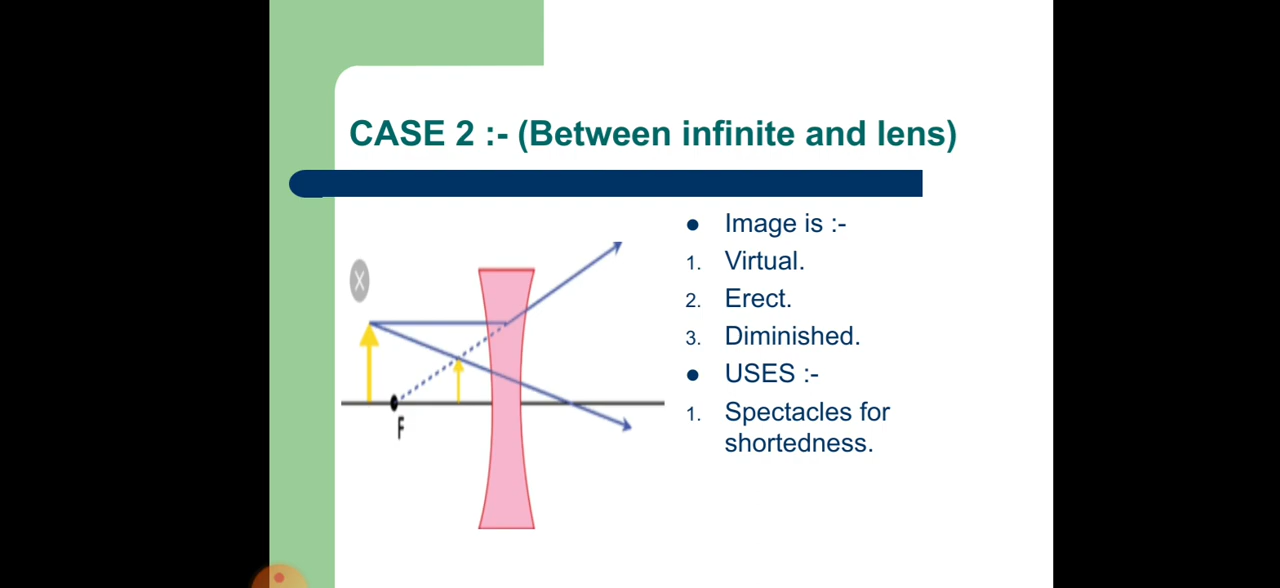 CASE 2 :- (Between infinite and lens)
● Image is :-
1. Virtual.
2. Erect.
3. Diminished.
● USES :-
1. Spectacles for
shortedness.
X
F